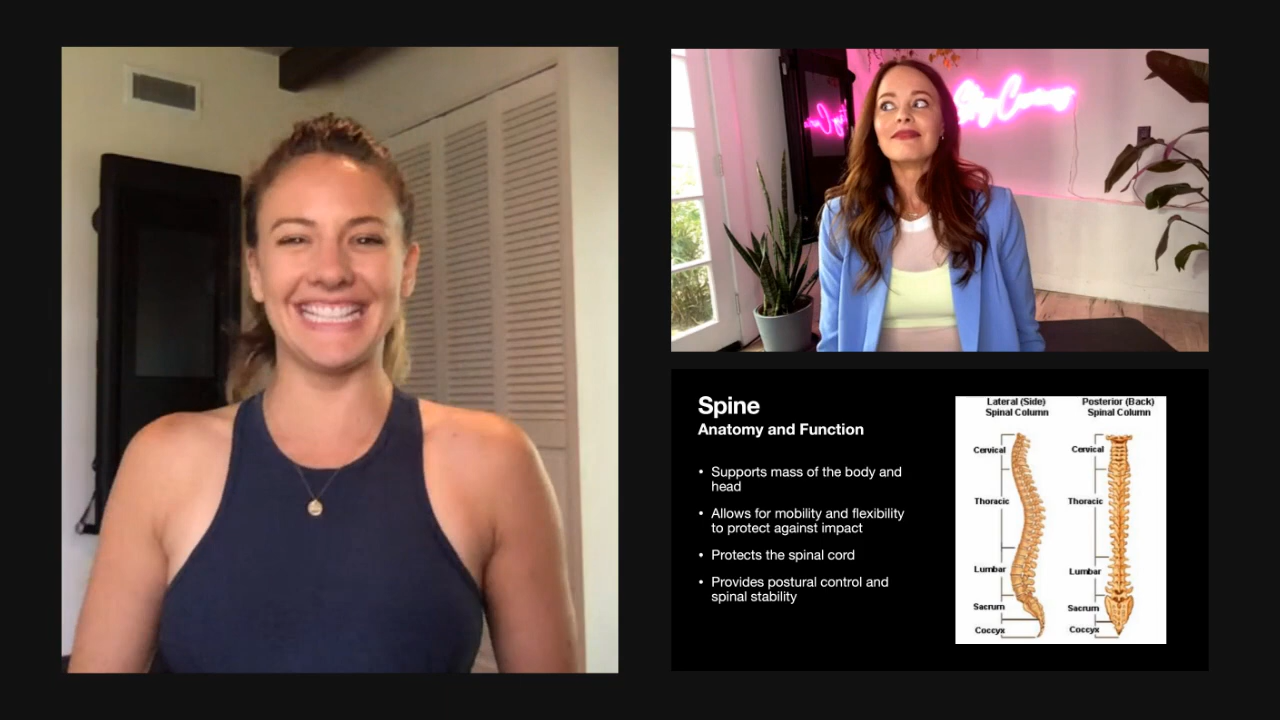 Spine
Anatomy and Function
• Supports mass of the body and
head
• Allows for mobility and flexibility
to protect against impact
• Protects the spinal cord
• Provides postural control and
spinal stability
Lateral (Side)
Spinal Column
Cervical
Thoracic
Lumbar
Sacrum
Coccyx
Posterior (Back)
Spinal Column
Cervical
Thoracic
Lumbar
Sacrum
Coccyx